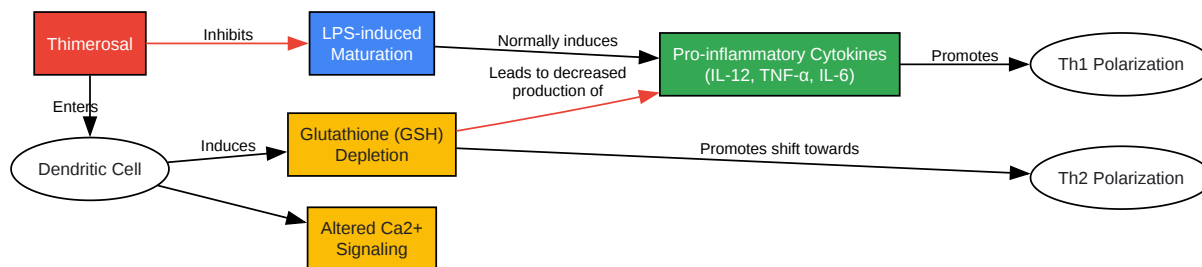 Thimerosal
Inhibits
LPS-induced
Maturation
Normally induces
Pro-inflammatory Cytokines
(IL-12, TNF-α, IL-6)
Promotes
Th1 Polarization
Leads to decreased
production of
Enters
Dendritic Cell
Induces
Glutathione (GSH)
Depletion
Promotes shift towards
Th2 Polarization
Altered Ca2+
Signaling